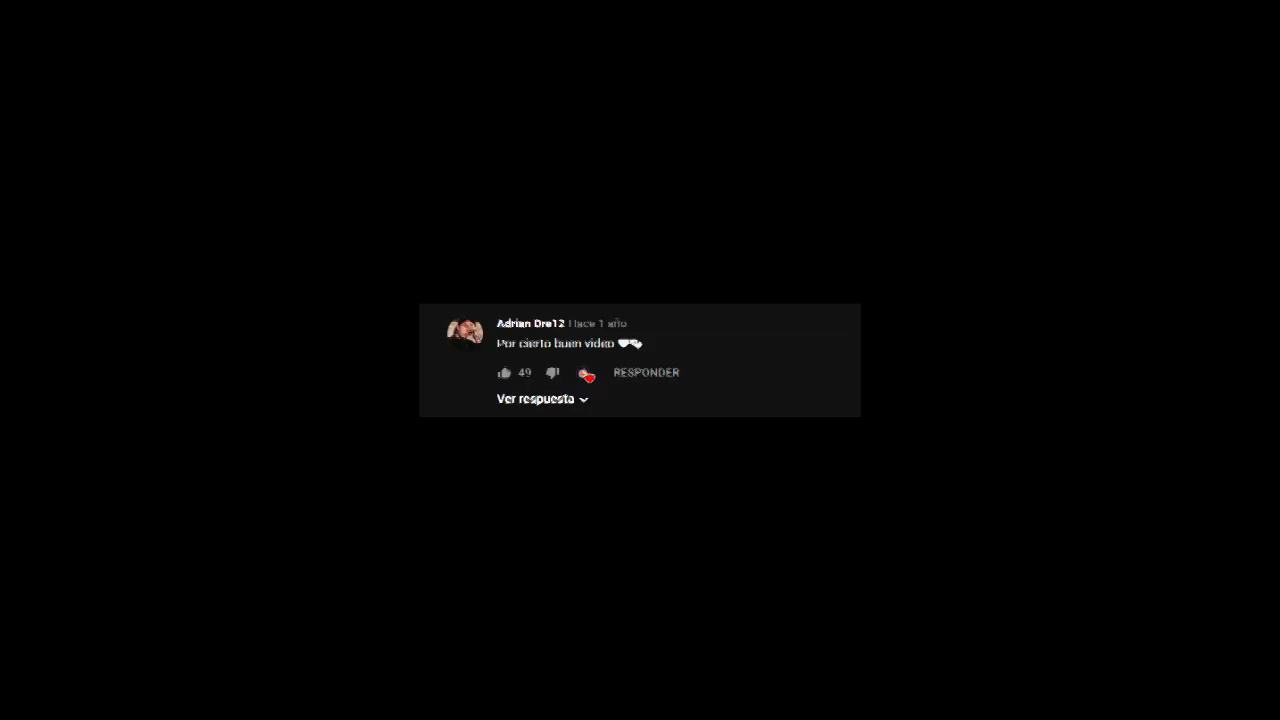 Adrian Dre12 Hace 1 año
Por cierto buen video
49 RESPONDER
Ver respuesta